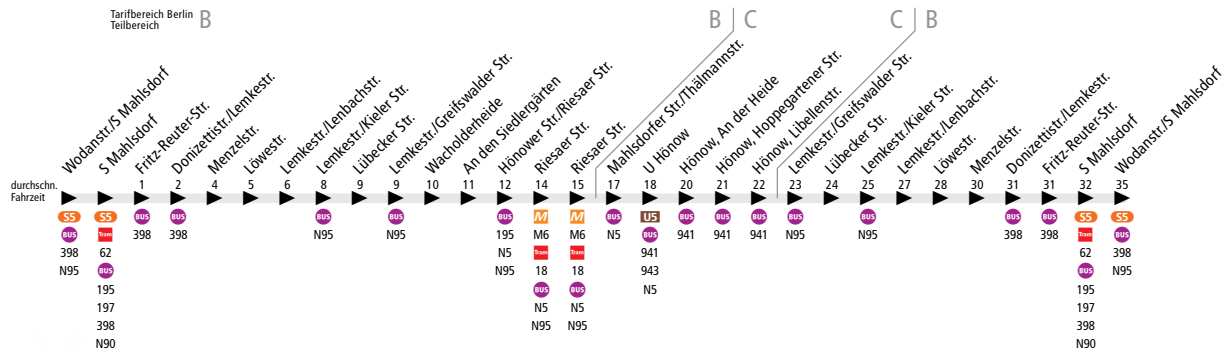 Tarifbereich Berlin
Teilbereich
B
B
C
C
B
Wodanstr./S Mahlsdorf
S Mahlsdorf
Fritz-Reuter-Str.
Donizettistr./Lemkestr.
Menzelstr.
Löwestr.
Lemkestr./Lenbachstr.
Lemkestr./Kieler Str.
Lübecker Str.
Lemkestr./Greifswalder Str.
Wacholderheide
An den Siedlergärten
Hönower Str./Riesaer Str.
Riesaer Str.
Riesaer Str.
Mahlsdorfer Str./Thälmannstr.
U Hönow
Hönow, An der Heide
Hönow, Hoppegartener Str.
Hönow, Libellenstr.
Lemkestr./Greifswalder Str.
Lübecker Str.
Lemkestr./Kieler Str.
Lemkestr./Lenbachstr.
Löwestr.
Menzelstr.
Donizettistr./Lemkestr.
Fritz-Reuter-Str.
S Mahlsdorf
Wodanstr./S Mahlsdorf
durchschn.
Fahrzeit
1 2 4 5 6 8 9 9 10 11 12 14 15 17 18 20 21 22 23 24 25 27 28 30 31 31 32 35
S5
BUS
398
N95
S5
Tram
62
BUS
195
197
398
N90
BUS
398
BUS
398
BUS
N95
BUS
N95
BUS
195
N5
N95
M
M6
Tram
18
BUS
N5
N95
M
M6
Tram
18
BUS
N5
N95
BUS
N5
U5
BUS
941
943
N5
BUS
941
BUS
941
BUS
941
BUS
N95
BUS
N95
BUS
398
BUS
398
S5
Tram
62
BUS
195
197
398
N90
S5
BUS
398
N95